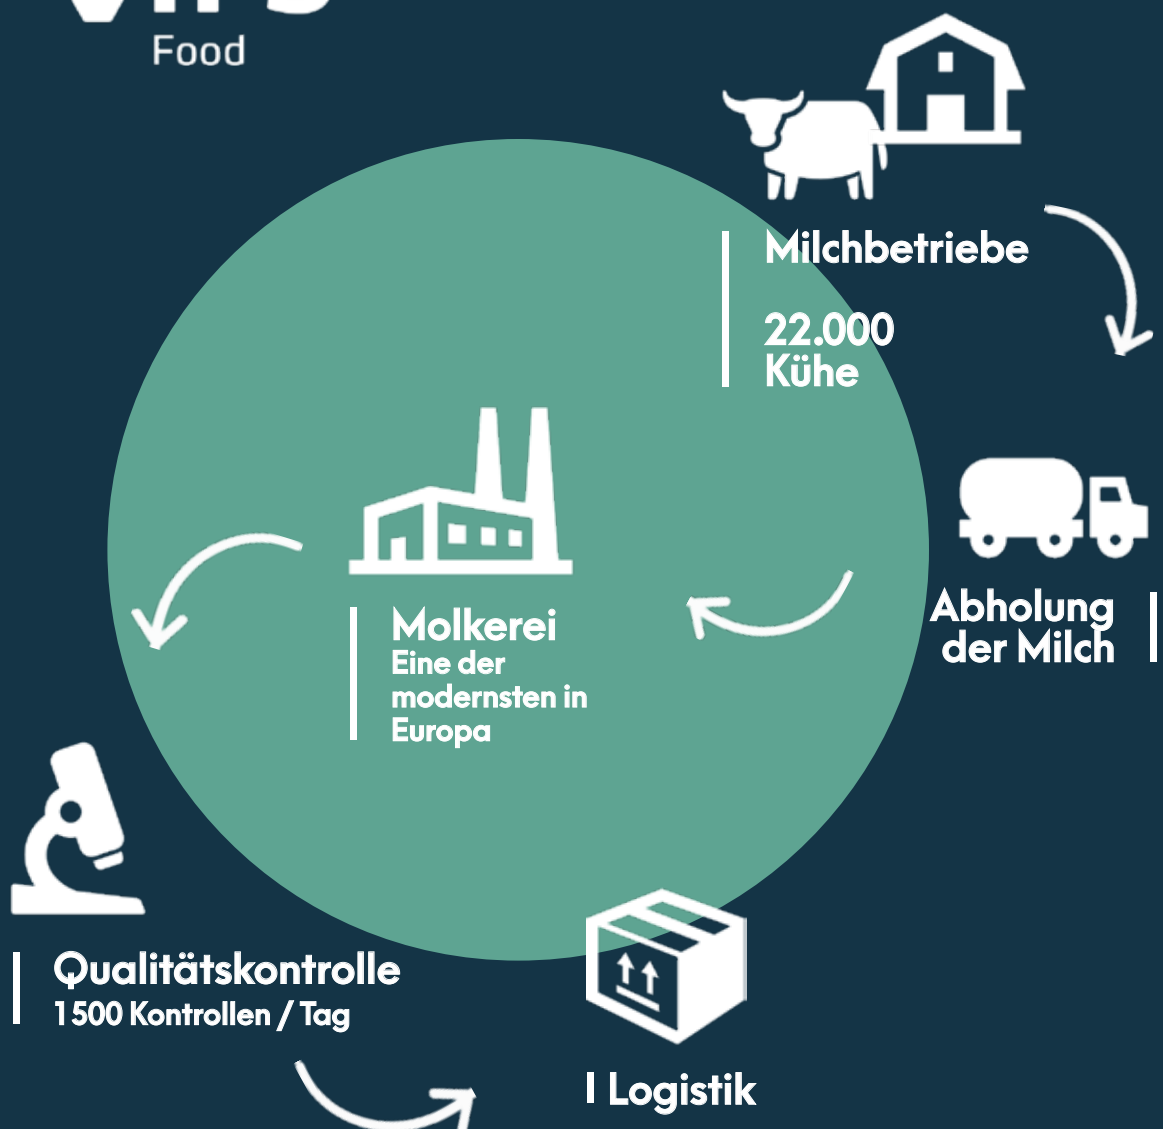 Food
Milchbetriebe
22.000
Kühe
Abholung
der Milch
Molkerei
Eine der
modernsten in
Europa
Qualitätskontrolle
1500 Kontrollen / Tag
Logistik